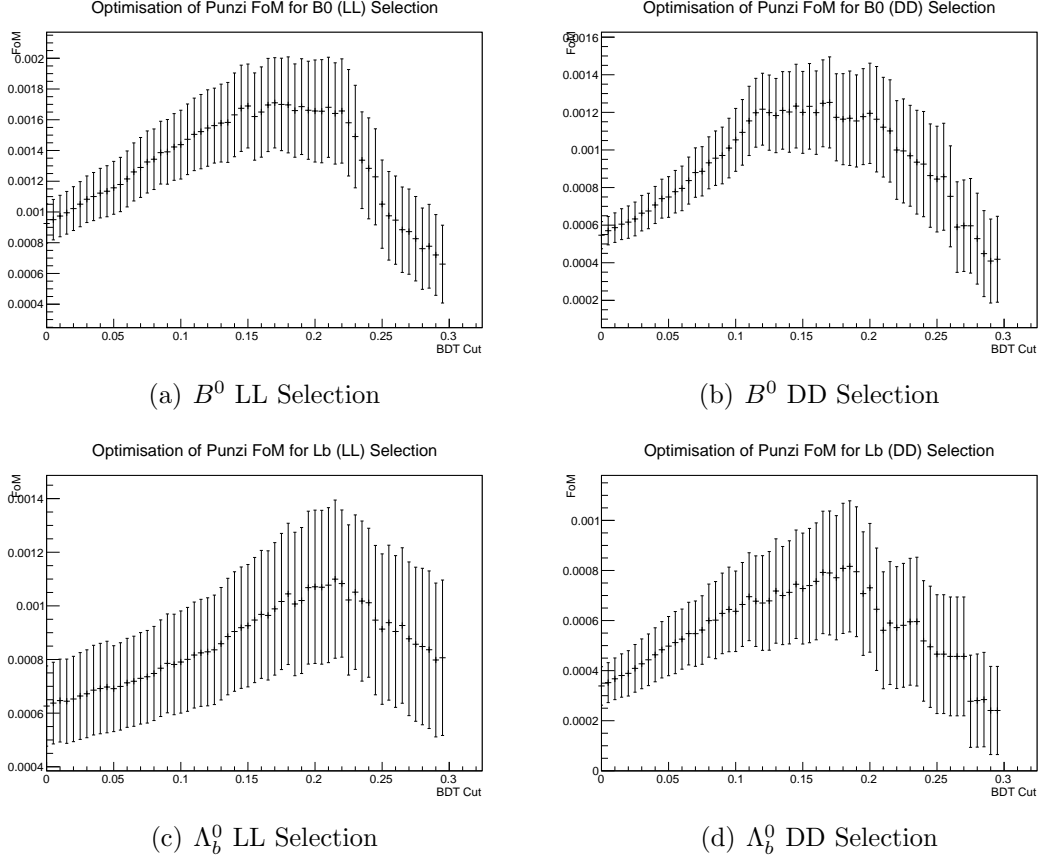 Optimisation of Punzi FoM for B0 (LL) Selection
FoM
0.002
0.0018
0.0016
0.0014
0.0012
0.001
0.0008
0.0006
0.0004
0 0.05 0.1 0.15 0.2 0.25 0.3
BDT Cut
(a) B⁰ LL Selection
Optimisation of Punzi FoM for B0 (DD) Selection
FoM
0.0016
0.0014
0.0012
0.001
0.0008
0.0006
0.0004
0.0002
0 0.05 0.1 0.15 0.2 0.25 0.3
BDT Cut
(b) B⁰ DD Selection
Optimisation of Punzi FoM for Lb (LL) Selection
FoM
0.0014
0.0012
0.001
0.0008
0.0006
0.0004
0 0.05 0.1 0.15 0.2 0.25 0.3
BDT Cut
(c) Λ⁰_b LL Selection
Optimisation of Punzi FoM for Lb (DD) Selection
FoM
0.001
0.0008
0.0006
0.0004
0.0002
0
0 0.05 0.1 0.15 0.2 0.25 0.3
BDT Cut
(d) Λ⁰_b DD Selection